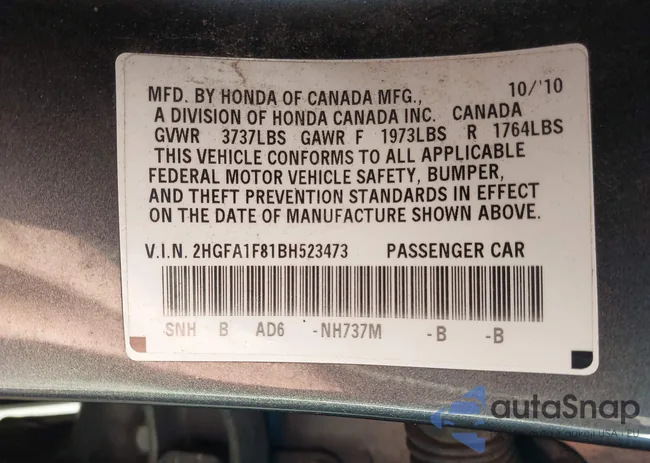 MFD. BY HONDA OF CANADA MFG., 10/'10
A DIVISION OF HONDA CANADA INC. CANADA
GVWR 3737LBS GAWR F 1973LBS R 1764LBS
THIS VEHICLE CONFORMS TO ALL APPLICABLE
FEDERAL MOTOR VEHICLE SAFETY, BUMPER,
AND THEFT PREVENTION STANDARDS IN EFFECT
ON THE DATE OF MANUFACTURE SHOWN ABOVE.
V.I.N. 2HGFA1F81BH523473 PASSENGER CAR
SNH B AD6 -NH737M -B -B
autaSnap